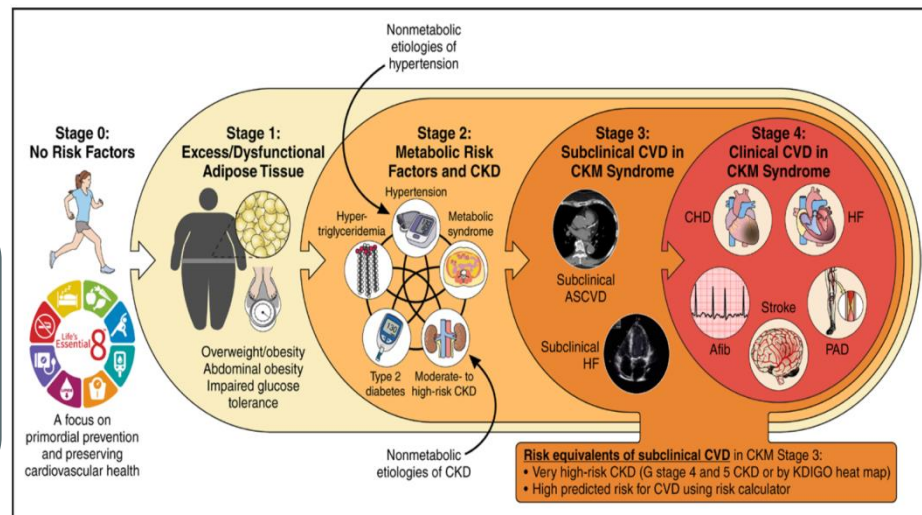 Nonmetabolic
etiologies of
hypertension
Stage 0:
No Risk Factors
Life's
Essential
8
A focus on
primordial prevention
and preserving
cardiovascular health
Stage 1:
Excess/Dysfunctional
Adipose Tissue
Overweight/obesity
Abdominal obesity
Impaired glucose
tolerance
Stage 2:
Metabolic Risk
Factors and CKD
Hypertension
Hyper-
triglyceridemia
Metabolic
syndrome
Type 2
diabetes
Moderate- to
high-risk CKD
Nonmetabolic
etiologies of CKD
Stage 3:
Subclinical CVD in
CKM Syndrome
Subclinical
ASCVD
Subclinical
HF
Stage 4:
Clinical CVD in
CKM Syndrome
CHD
HF
Afib
Stroke
PAD
Risk equivalents of subclinical CVD in CKM Stage 3:
• Very high-risk CKD (G stage 4 and 5 CKD or by KDIGO heat map)
• High predicted risk for CVD using risk calculator